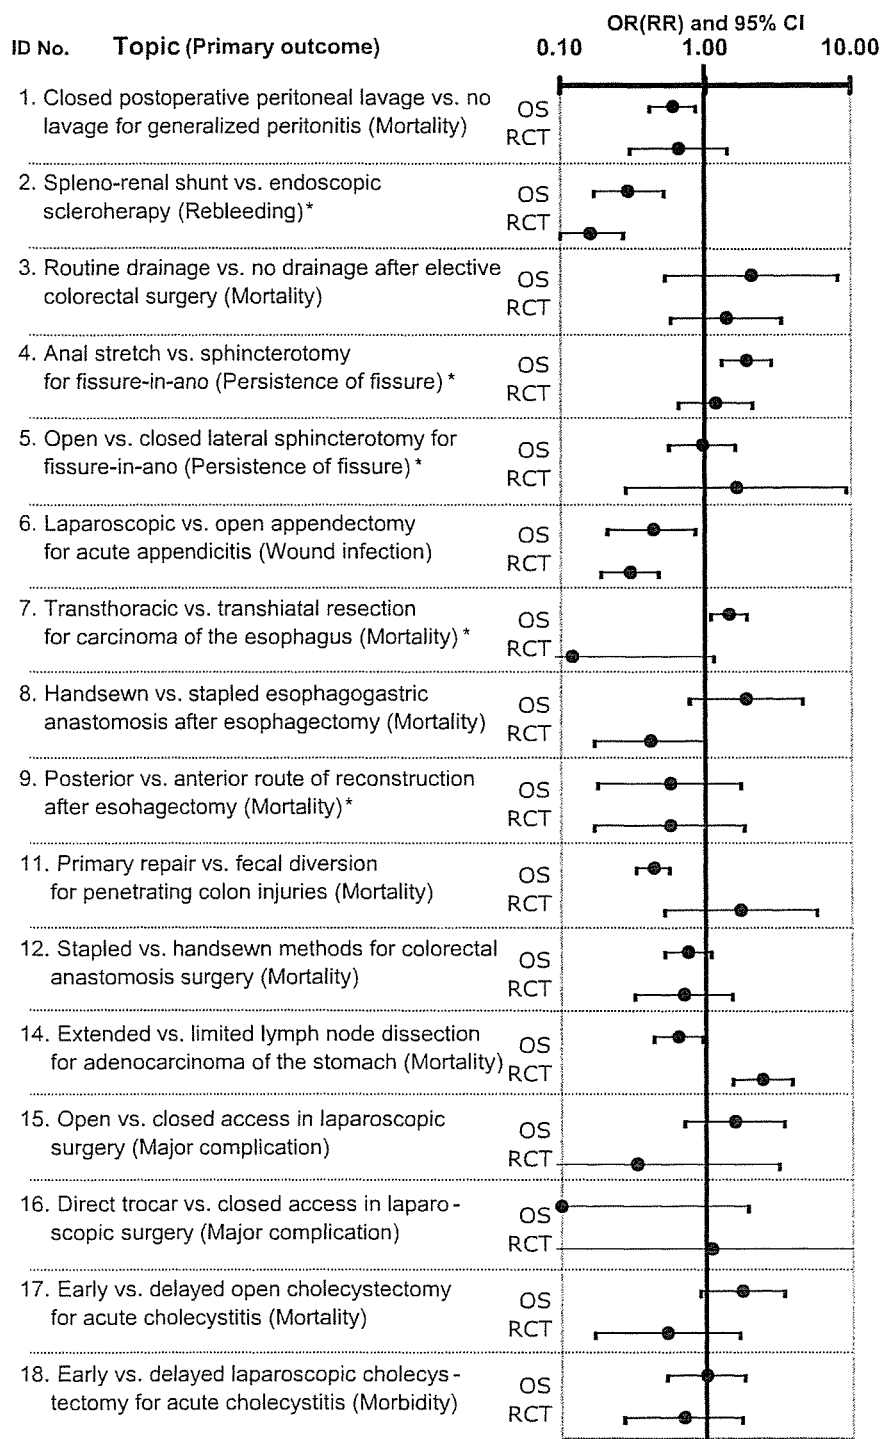 OR(RR) and 95% CI
ID No. Topic (Primary outcome) 0.10 1.00 10.00
1. Closed postoperative peritoneal lavage vs. no OS
lavage for generalized peritonitis (Mortality) RCT
2. Spleno-renal shunt vs. endoscopic OS
scleroherapy (Rebleeding)* RCT
3. Routine drainage vs. no drainage after elective OS
colorectal surgery (Mortality) RCT
4. Anal stretch vs. sphincterotomy OS
for fissure-in-ano (Persistence of fissure) * RCT
5. Open vs. closed lateral sphincterotomy for OS
fissure-in-ano (Persistence of fissure) * RCT
6. Laparoscopic vs. open appendectomy OS
for acute appendicitis (Wound infection) RCT
7. Transthoracic vs. transhiatal resection OS
for carcinoma of the esophagus (Mortality) * RCT
8. Handsewn vs. stapled esophagogastric OS
anastomosis after esophagectomy (Mortality) RCT
9. Posterior vs. anterior route of reconstruction OS
after esohagectomy (Mortality) * RCT
11. Primary repair vs. fecal diversion OS
for penetrating colon injuries (Mortality) RCT
12. Stapled vs. handsewn methods for colorectal OS
anastomosis surgery (Mortality) RCT
14. Extended vs. limited lymph node dissection OS
for adenocarcinoma of the stomach (Mortality) RCT
15. Open vs. closed access in laparoscopic OS
surgery (Major complication) RCT
16. Direct trocar vs. closed access in laparo- OS
scopic surgery (Major complication) RCT
17. Early vs. delayed open cholecystectomy OS
for acute cholecystitis (Mortality) RCT
18. Early vs. delayed laparoscopic cholecys- OS
tectomy for acute cholecystitis (Morbidity) RCT